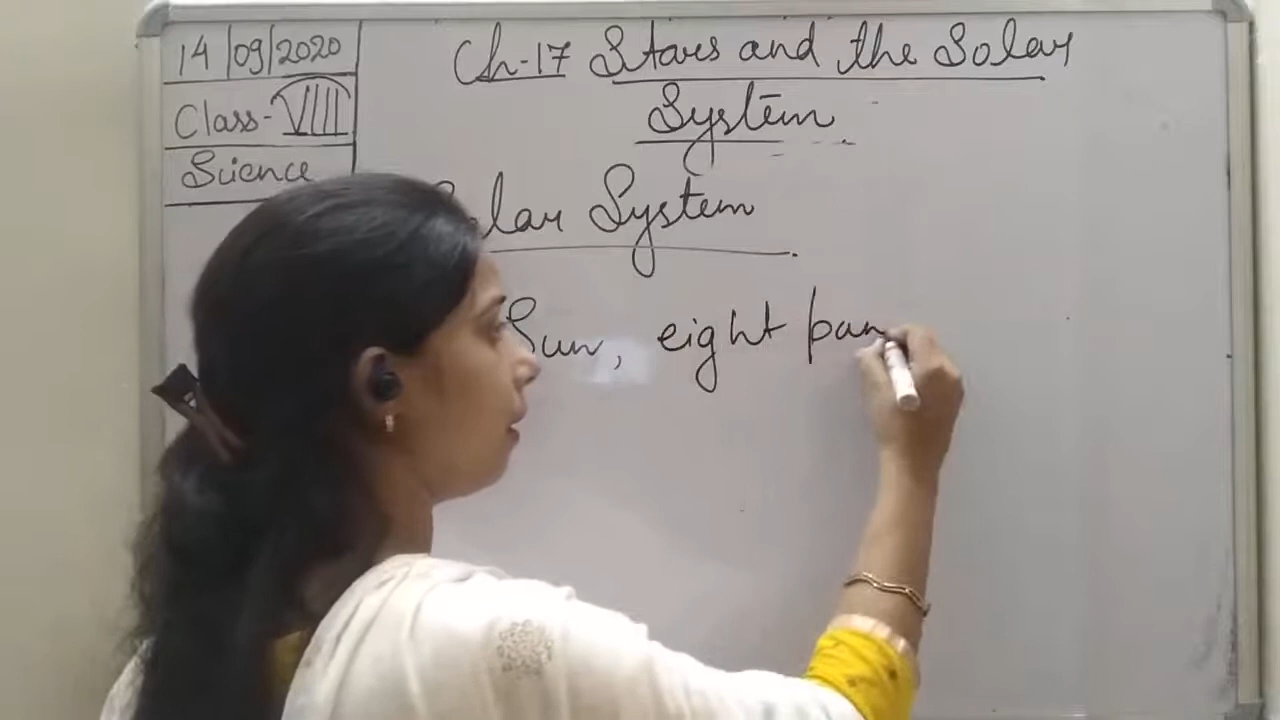 14/09/2020
Class-VIII
Science
Ch-17 Stars and the Solar
System
lar System
Sun, eight pan